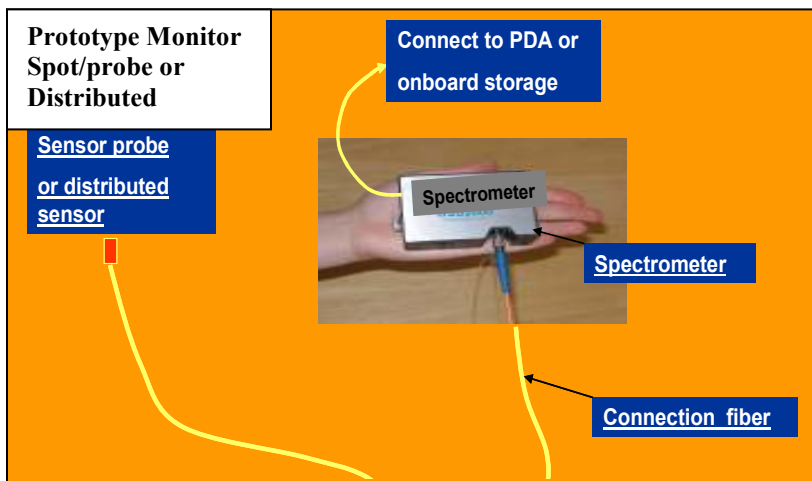 Prototype Monitor
Spot/probe or
Distributed
Connect to PDA or
onboard storage
Sensor probe
or distributed
sensor
Spectrometer
Spectrometer
Connection fiber